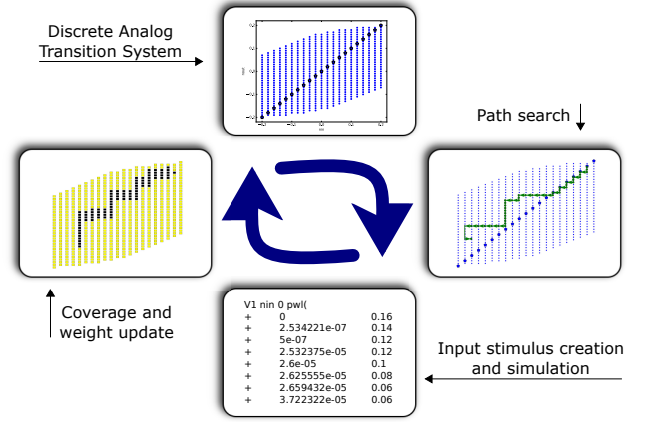 Discrete Analog
Transition System
Path search
Coverage and
weight update
V1 nin 0 pwl(
+ 0 0.16
+ 2.534221e-07 0.14
+ 5e-07 0.12
+ 2.532375e-05 0.12
+ 2.6e-05 0.1
+ 2.625555e-05 0.08
+ 2.659432e-05 0.06
+ 3.722322e-05 0.06
Input stimulus creation
and simulation